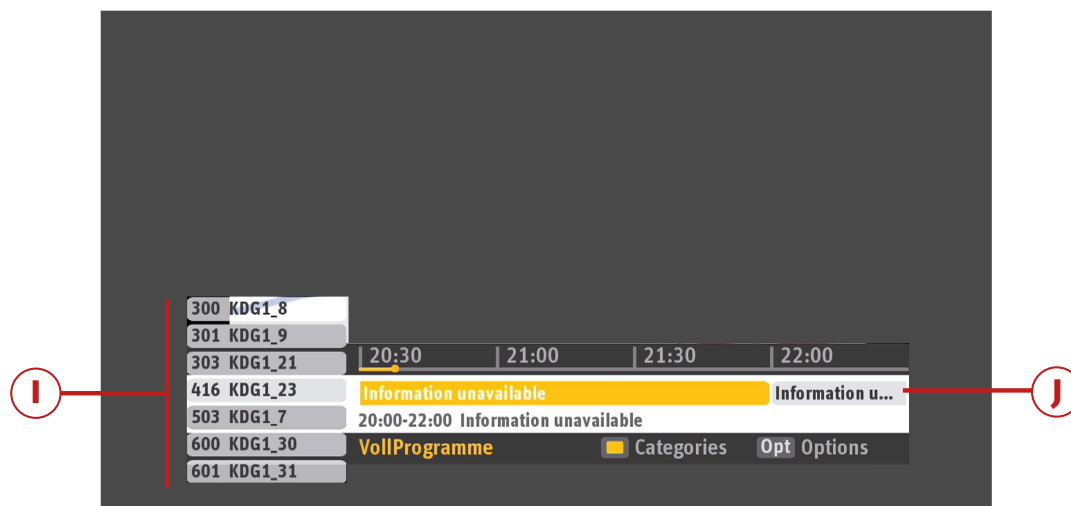 300 KDG1_8
301 KDG1_9
303 KDG1_21
416 KDG1_23
503 KDG1_7
600 KDG1_30
601 KDG1_31
20:30 21:00 21:30 22:00
Information unavailable Information u...
20:00-22:00 Information unavailable
VollProgramme Categories Opt Options
I
J